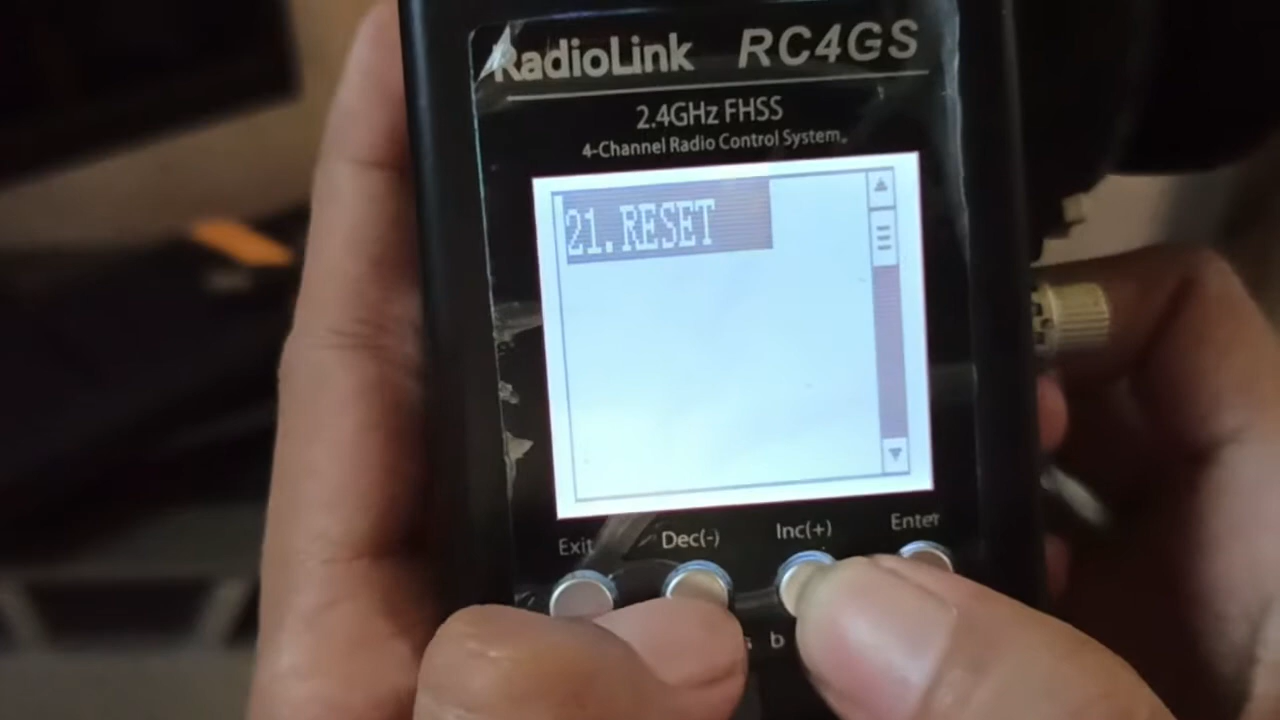 RadioLink RC4GS
2.4GHz FHSS
4-Channel Radio Control System
21.RESET
Exit Dec(-) Inc(+) Enter
b